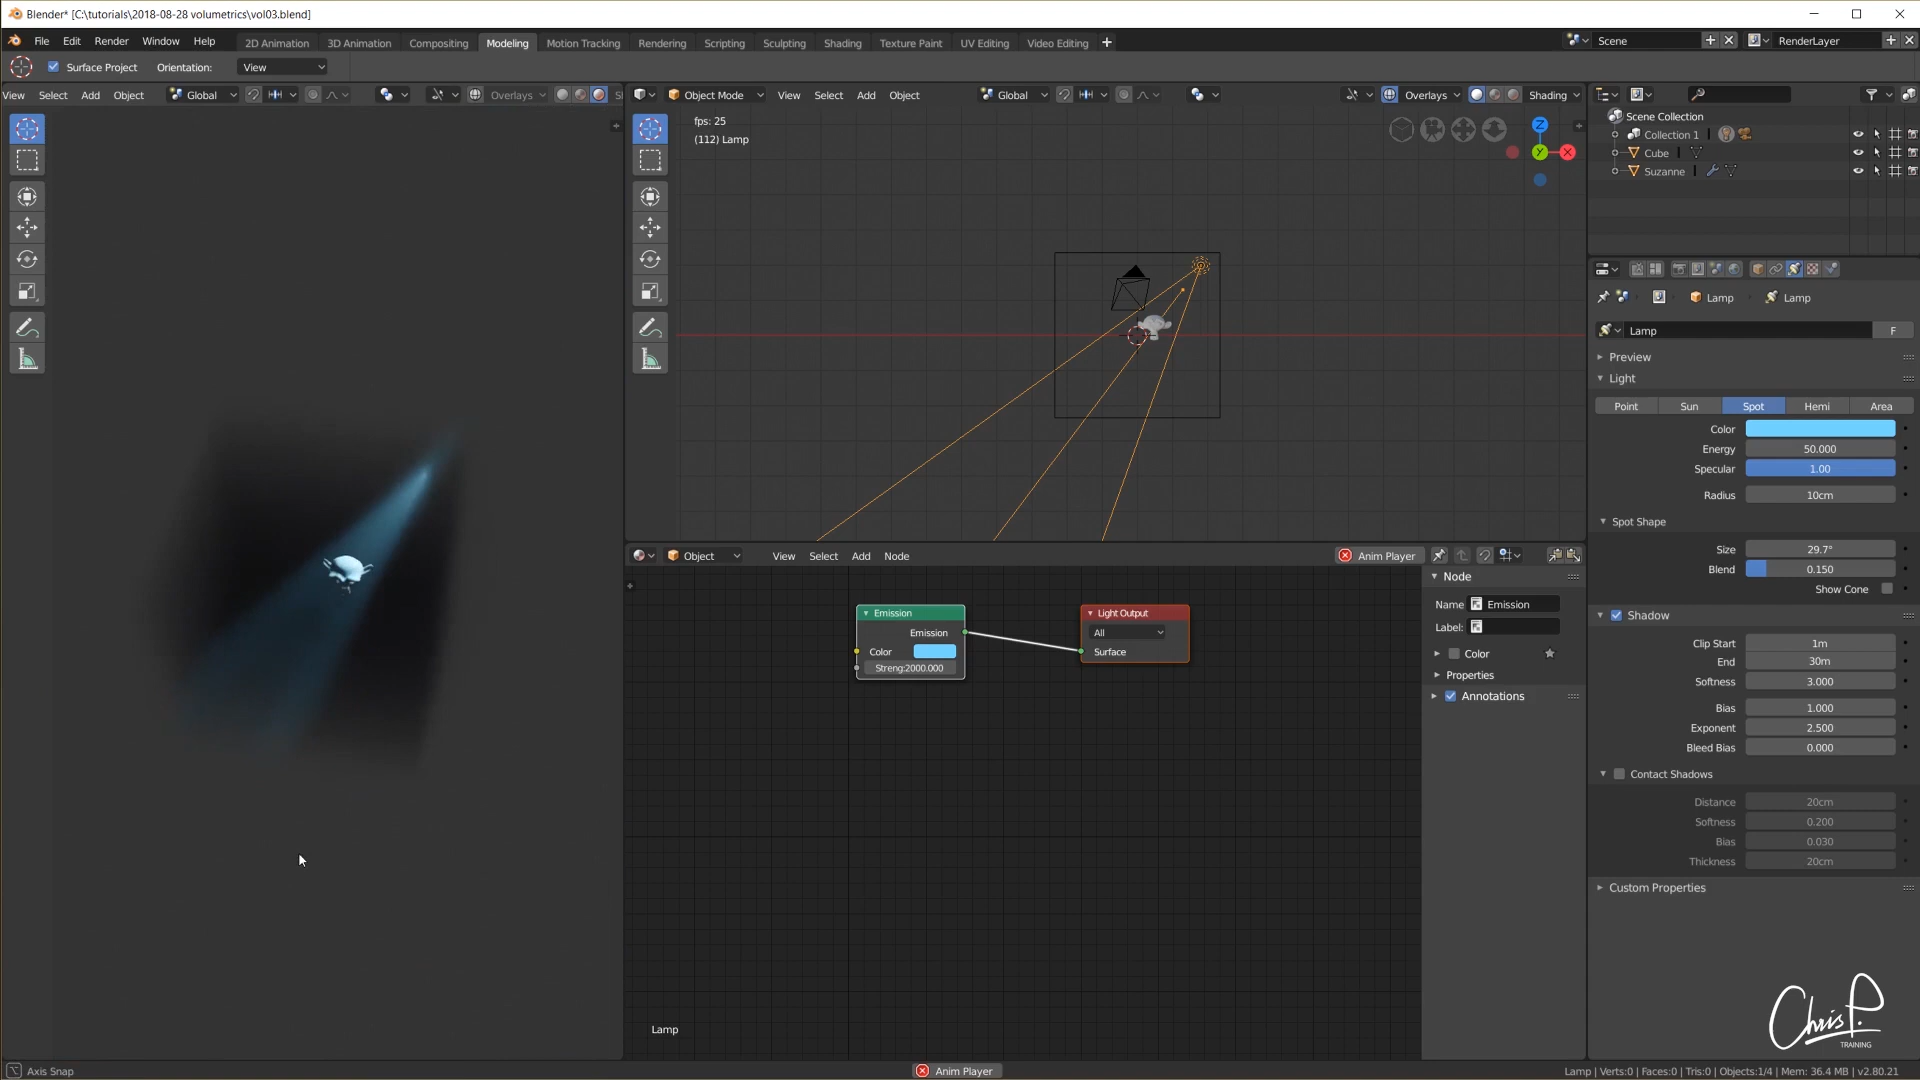 Blender* [C:\tutorials\2018-08-28 volumetrics\vol03.blend]
File Edit Render Window Help 2D Animation 3D Animation Compositing Modeling Motion Tracking Rendering Scripting Sculpting Shading Texture Paint UV Editing Video Editing Scene RenderLayer
Surface Project Orientation: View
View Select Add Object Global Overlays
Object Mode View Select Add Object Global Overlays Shading
fps: 25
(112) Lamp
Z
Y
X
Scene Collection
Collection 1
Cube
Suzanne
Lamp Lamp
Lamp F
Preview
Light
Point Sun Spot Hemi Area
Color
Energy 50.000
Specular 1.00
Radius 10cm
Spot Shape
Size 29.7°
Blend 0.150
Show Cone
Shadow
Clip Start 1m
End 30m
Softness 3.000
Bias 1.000
Exponent 2.500
Bleed Bias 0.000
Contact Shadows
Distance 20cm
Softness 0.200
Bias 0.030
Thickness 20cm
Custom Properties
Object View Select Add Node Anim Player
Emission
Emission
Color
Streng:2000.000
Light Output
All
Surface
Node
Name Emission
Label:
Color
Properties
Annotations
Lamp
Chris P.
TRAINING
Axis Snap Anim Player Lamp | Verts:0 | Faces:0 | Tris:0 | Objects:1/4 | Mem: 36.4 MB | v2.80.21